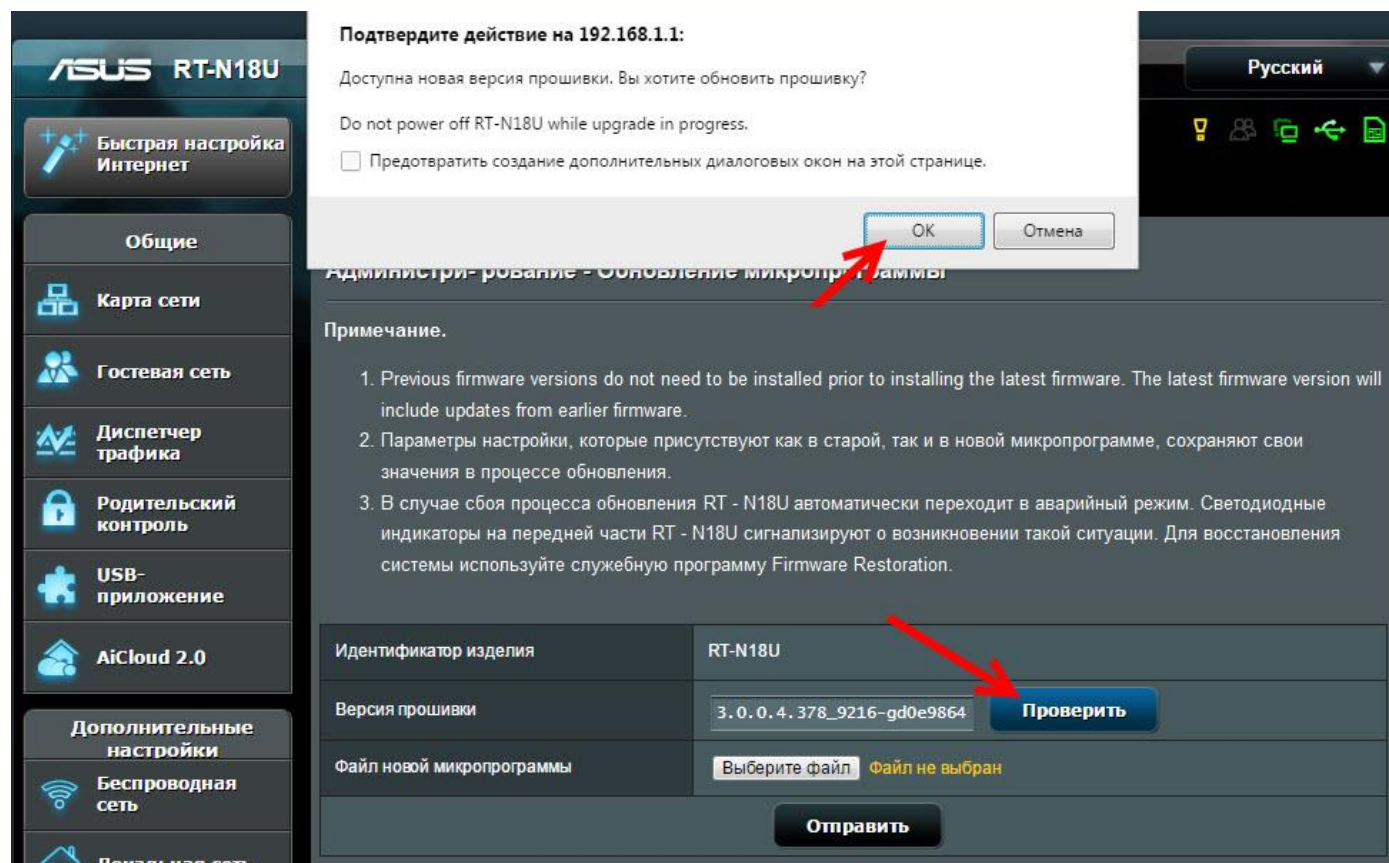 Подтвердите действие на 192.168.1.1:
Доступна новая версия прошивки. Вы хотите обновить прошивку?
Do not power off RT-N18U while upgrade in progress.
Предотвратить создание дополнительных диалоговых окон на этой странице.
OK
Отмена
ASUS RT-N18U
Русский
Быстрая настройка
Интернет
Общие
Карта сети
Гостевая сеть
Диспетчер
трафика
Родительский
контроль
USB-
приложение
AiCloud 2.0
Дополнительные
настройки
Беспроводная
сеть
Локальная сеть
Администри- рование - Обновление микропрограммы
Примечание.
1. Previous firmware versions do not need to be installed prior to installing the latest firmware. The latest firmware version will
include updates from earlier firmware.
2. Параметры настройки, которые присутствуют как в старой, так и в новой микропрограмме, сохраняют свои
значения в процессе обновления.
3. В случае сбоя процесса обновления RT - N18U автоматически переходит в аварийный режим. Светодиодные
индикаторы на передней части RT - N18U сигнализируют о возникновении такой ситуации. Для восстановления
системы используйте служебную программу Firmware Restoration.
Идентификатор изделия
RT-N18U
Версия прошивки
3.0.0.4.378_9216-gd0e9864
Проверить
Файл новой микропрограммы
Выберите файл Файл не выбран
Отправить